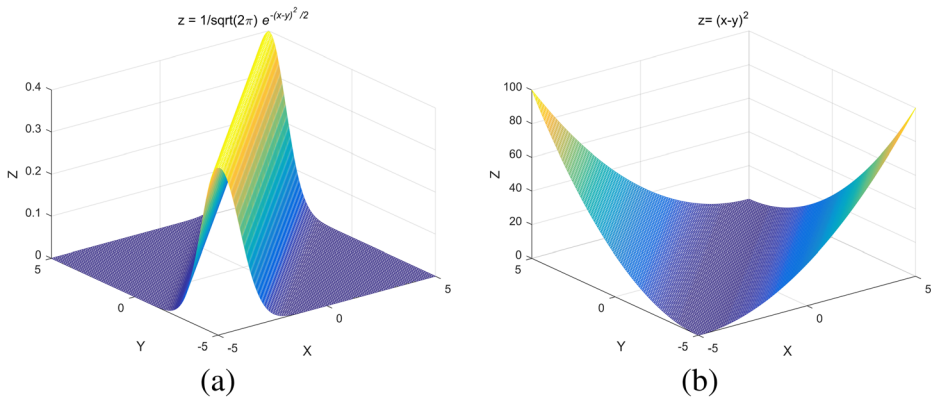 z = 1/sqrt(2π) e^{-(x-y)^2 /2}
0.4
0.3
0.2
0.1
0
Z
5
0
-5
Y
-5
0
5
X
(a)
z= (x-y)^2
100
80
60
40
20
0
Z
5
0
-5
Y
-5
0
5
X
(b)